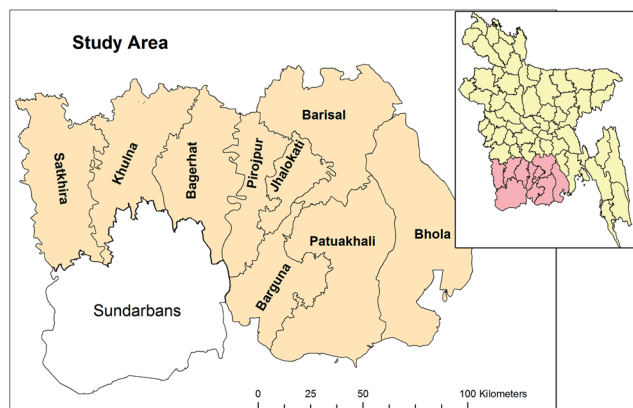 Study Area
Barisal
Satkhira
Khulna
Bagerhat
Pirojpur
Jhalokati
Patuakhali
Bhola
Barguna
Sundarbans
0 25 50 100 Kilometers